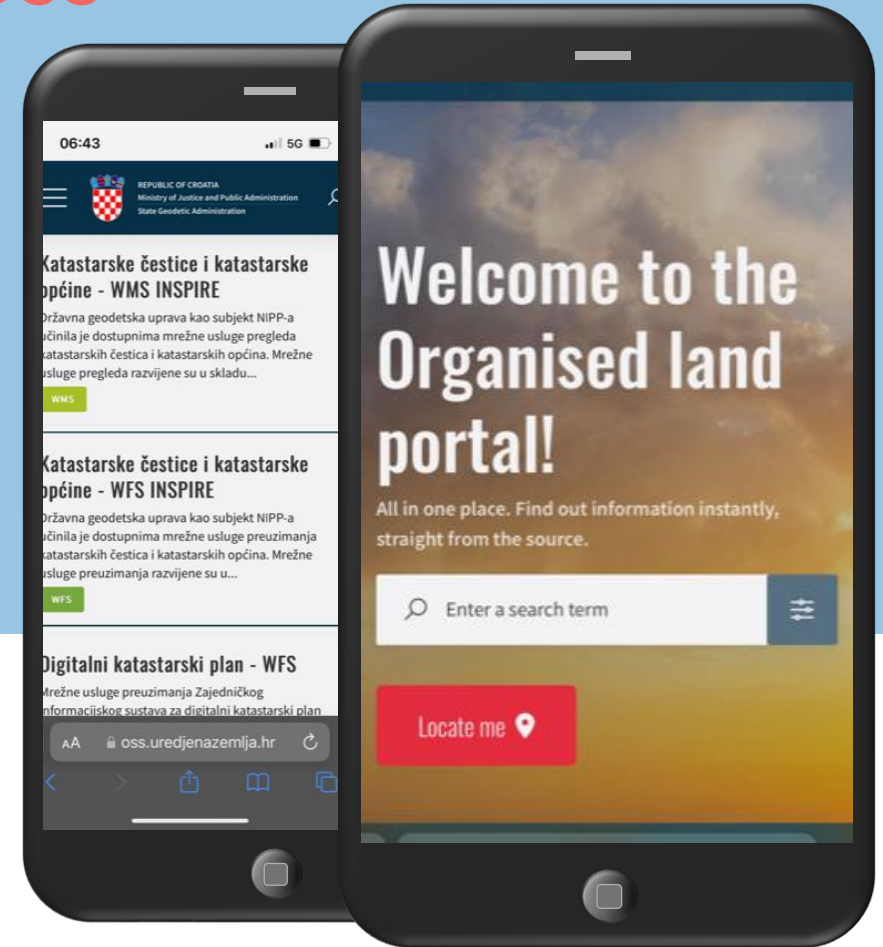 06:43
5G
REPUBLIC OF CROATIA
Ministry of Justice and Public Administration
State Geodetic Administration
Katastarske čestice i katastarske
općine - WMS INSPIRE
Državna geodetska uprava kao subjekt NIPP-a
učinila je dostupnima mrežne usluge pregleda
katastarskih čestica i katastarskih općina. Mrežne
usluge pregleda razvijene su u skladu...
WMS
Katastarske čestice i katastarske
općine - WFS INSPIRE
Državna geodetska uprava kao subjekt NIPP-a
učinila je dostupnima mrežne usluge preuzimanja
katastarskih čestica i katastarskih općina. Mrežne
usluge preuzimanja razvijene su u...
WFS
Digitalni katastarski plan - WFS
Mrežne usluge preuzimanja Zajedničkog
informacijskog sustava za digitalni katastarski plan
AA oss.uredjenazemlja.hr
Welcome to the
Organised land
portal!
All in one place. Find out information instantly,
straight from the source.
Enter a search term
Locate me